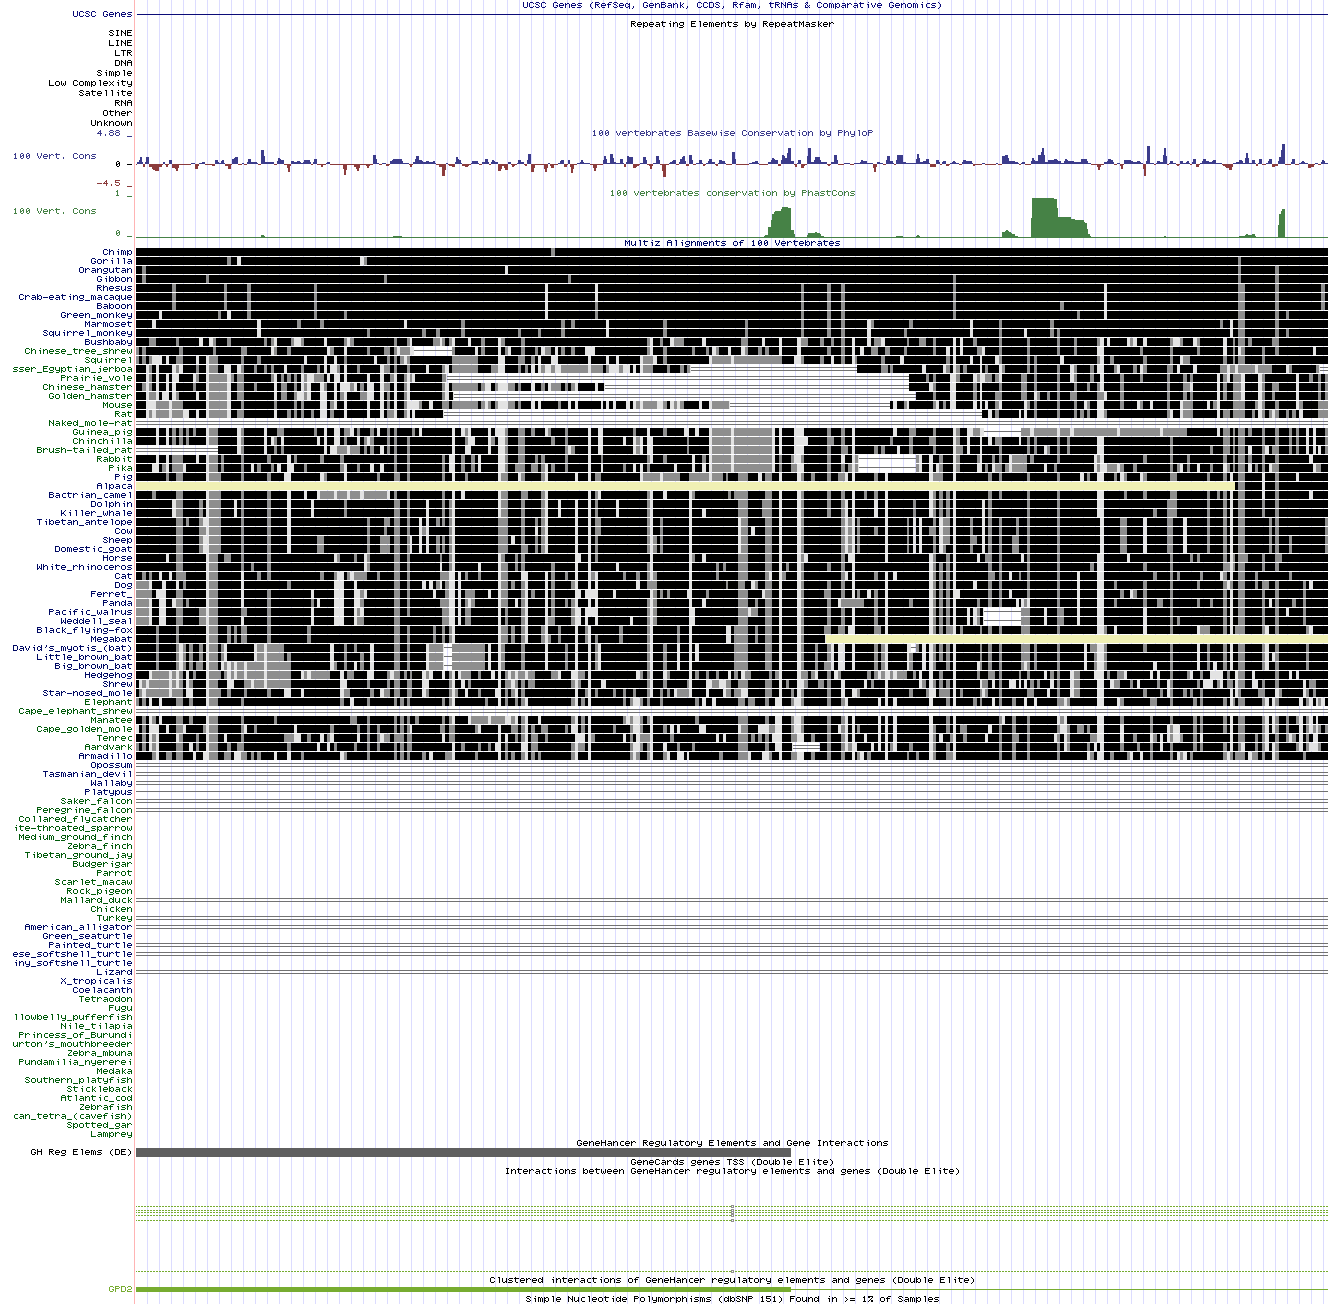 UCSC Genes (RefSeq, GenBank, CCDS, Rfam, tRNAs & Comparative Genomics)
UCSC Genes
Repeating Elements by RepeatMasker
SINE
LINE
LTR
DNA
Simple
Low Complexity
Satellite
RNA
Other
Unknown
4.88 _
100 vertebrates Basewise Conservation by PhyloP
100 Vert. Cons
0 -
-4.5 _
1 _
100 vertebrates conservation by PhastCons
100 Vert. Cons
0 _
Multiz Alignments of 100 Vertebrates
Chimp
Gorilla
Orangutan
Gibbon
Rhesus
Crab-eating_macaque
Baboon
Green_monkey
Marmoset
Squirrel_monkey
Bushbaby
Chinese_tree_shrew
Squirrel
sser_Egyptian_jerboa
Prairie_vole
Chinese_hamster
Golden_hamster
Mouse
Rat
Naked_mole-rat
Guinea_pig
Chinchilla
Brush-tailed_rat
Rabbit
Pika
Pig
Alpaca
Bactrian_camel
Dolphin
Killer_whale
Tibetan_antelope
Cow
Sheep
Domestic_goat
Horse
White_rhinoceros
Cat
Dog
Ferret_
Panda
Pacific_walrus
Weddell_seal
Black_flying-fox
Megabat
David's_myotis_(bat)
Little_brown_bat
Big_brown_bat
Hedgehog
Shrew
Star-nosed_mole
Elephant
Cape_elephant_shrew
Manatee
Cape_golden_mole
Tenrec
Aardvark
Armadillo
Opossum
Tasmanian_devil
Wallaby
Platypus
Saker_falcon
Peregrine_falcon
Collared_flycatcher
ite-throated_sparrow
Medium_ground_finch
Zebra_finch
Tibetan_ground_jay
Budgerigar
Parrot
Scarlet_macaw
Rock_pigeon
Mallard_duck
Chicken
Turkey
American_alligator
Green_seaturtle
Painted_turtle
ese_softshell_turtle
iny_softshell_turtle
Lizard
X_tropicalis
Coelacanth
Tetraodon
Fugu
llowbelly_pufferfish
Nile_tilapia
Princess_of_Burundi
urton's_mouthbreeder
Zebra_mbuna
Pundamilia_nyererei
Medaka
Southern_platyfish
Stickleback
Atlantic_cod
Zebrafish
can_tetra_(cavefish)
Spotted_gar
Lamprey
GeneHancer Regulatory Elements and Gene Interactions
GH Reg Elems (DE)
GeneCards genes TSS (Double Elite)
Interactions between GeneHancer regulatory elements and genes (Double Elite)
Clustered interactions of GeneHancer regulatory elements and genes (Double Elite)
GPD2
Simple Nucleotide Polymorphisms (dbSNP 151) Found in >= 1% of Samples